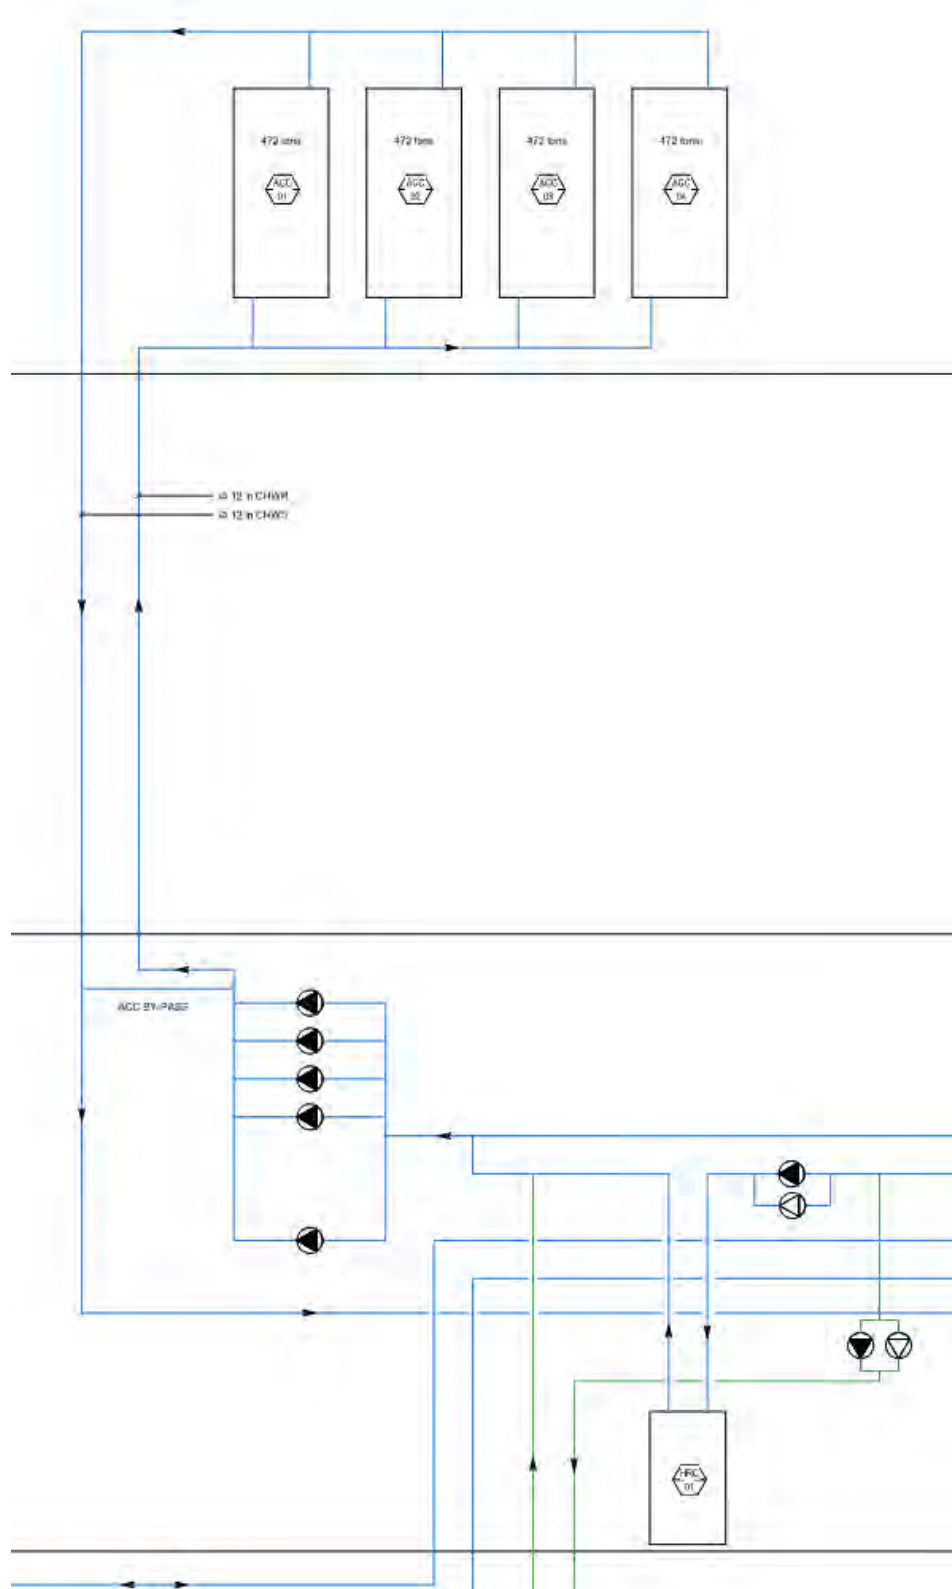 472 tons
472 tons
472 tons
472 tons
ACC
01
ACC
02
ACC
03
ACC
04
12 in CHWR
12 in CHWS
ACC BY-PASS
HRC
01